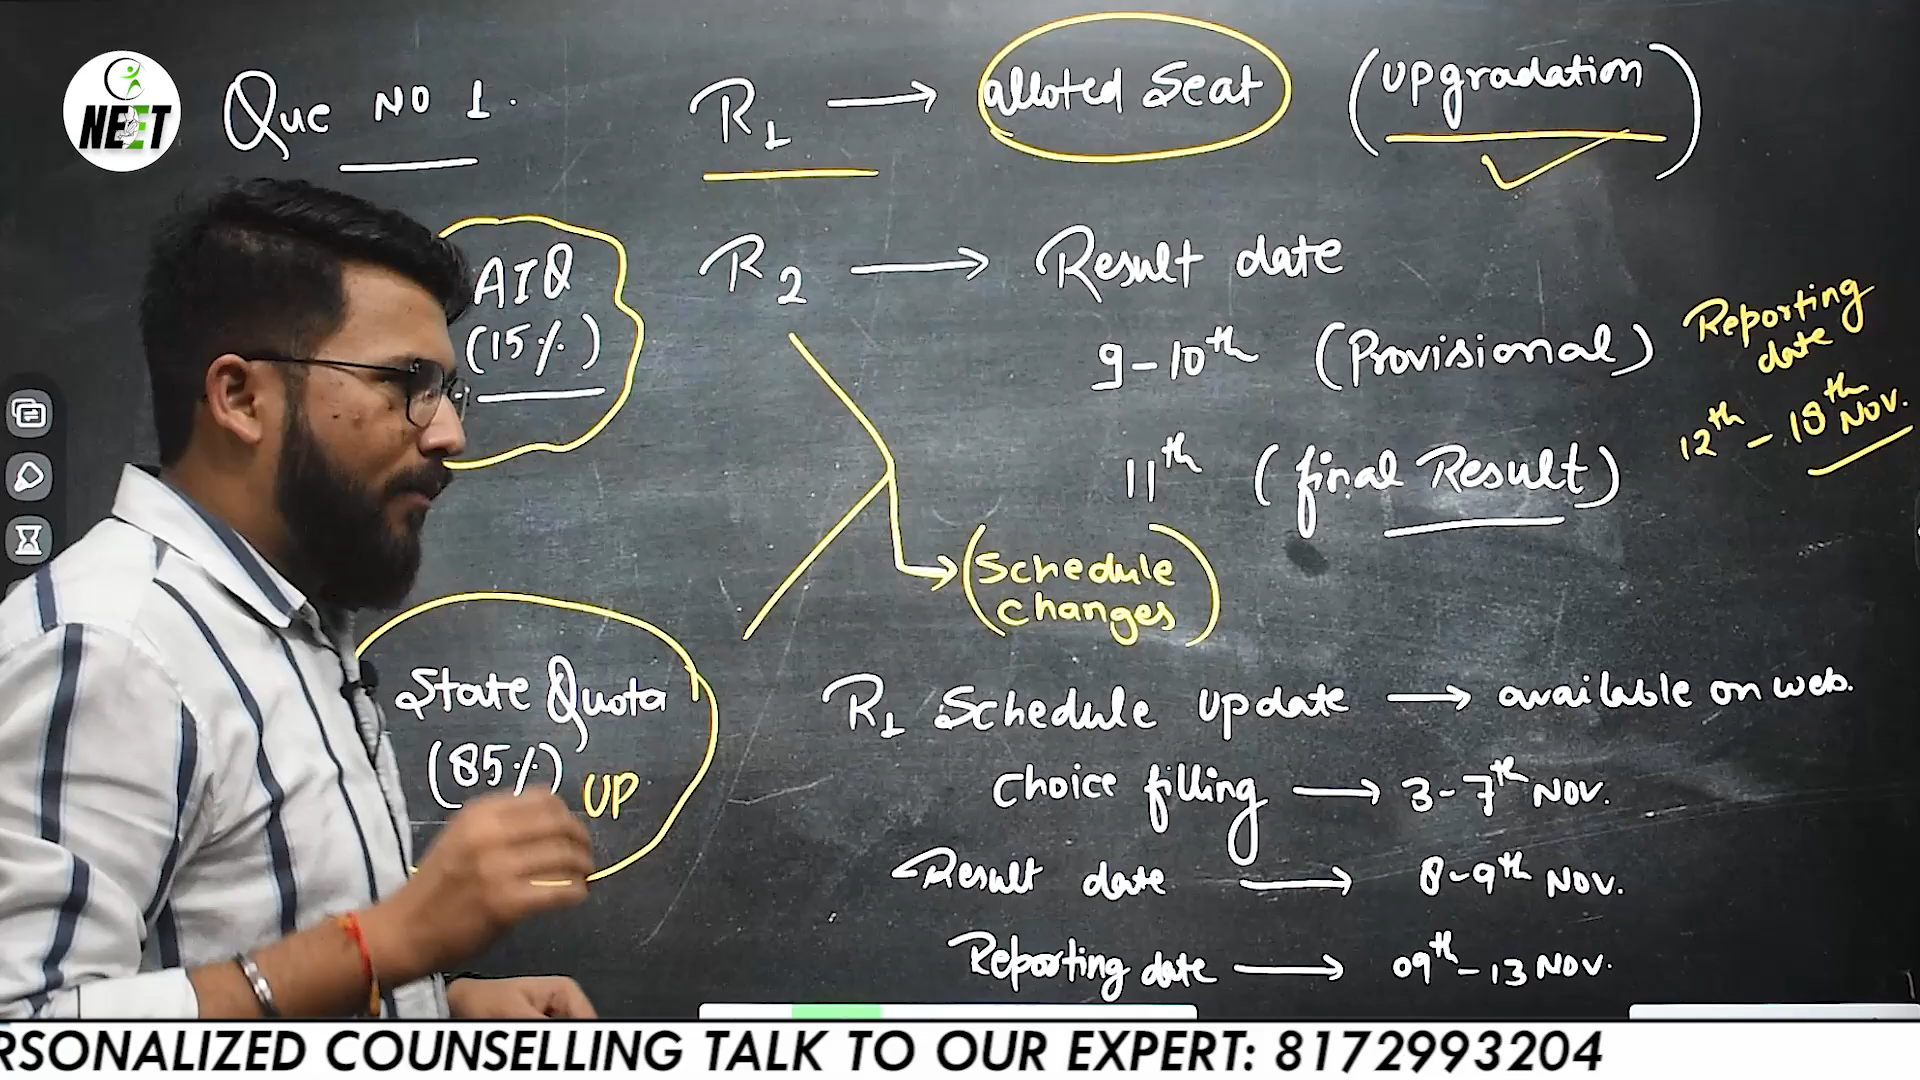 NEET
Que NO 1.
R1 → alloted Seat (upgradation)
AIQ
(15%)
R2 → Result date
9-10th (Provisional)
11th (final Result)
Reporting
date
12th - 18th Nov.
(Schedule
changes)
State Quota
(85%) UP
R1 Schedule update → available on web.
Choice filling → 3-7th Nov.
Result date → 8-9th Nov.
Reporting date → 09th-13 Nov.
RSONALIZED COUNSELLING TALK TO OUR EXPERT: 8172993204